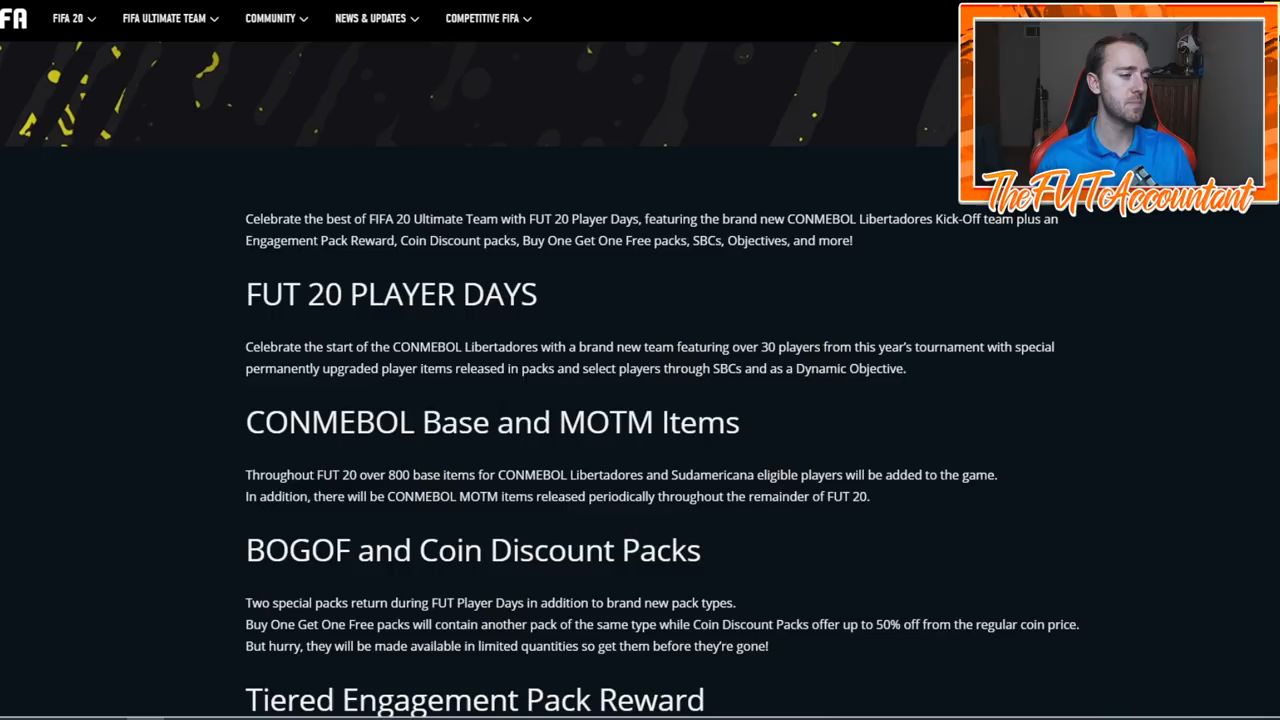 FA FIFA 20 FIFA ULTIMATE TEAM COMMUNITY NEWS & UPDATES COMPETITIVE FIFA
TheFUTAccountant
Celebrate the best of FIFA 20 Ultimate Team with FUT 20 Player Days, featuring the brand new CONMEBOL Libertadores Kick-Off team plus an
Engagement Pack Reward, Coin Discount packs, Buy One Get One Free packs, SBCs, Objectives, and more!
FUT 20 PLAYER DAYS
Celebrate the start of the CONMEBOL Libertadores with a brand new team featuring over 30 players from this year's tournament with special
permanently upgraded player items released in packs and select players through SBCs and as a Dynamic Objective.
CONMEBOL Base and MOTM Items
Throughout FUT 20 over 800 base items for CONMEBOL Libertadores and Sudamericana eligible players will be added to the game.
In addition, there will be CONMEBOL MOTM items released periodically throughout the remainder of FUT 20.
BOGOF and Coin Discount Packs
Two special packs return during FUT Player Days in addition to brand new pack types.
Buy One Get One Free packs will contain another pack of the same type while Coin Discount Packs offer up to 50% off from the regular coin price.
But hurry, they will be made available in limited quantities so get them before they're gone!
Tiered Engagement Pack Reward